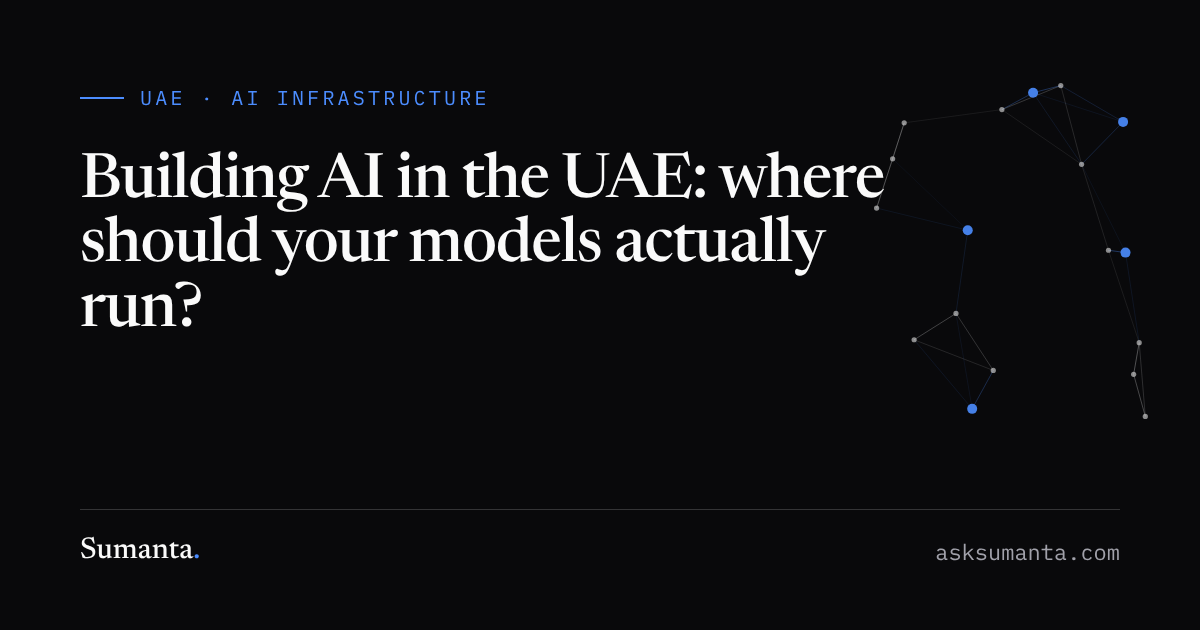 UAE · AI INFRASTRUCTURE
Building AI in the UAE: where
should your models actually
run?
Sumanta.
asksumanta.com